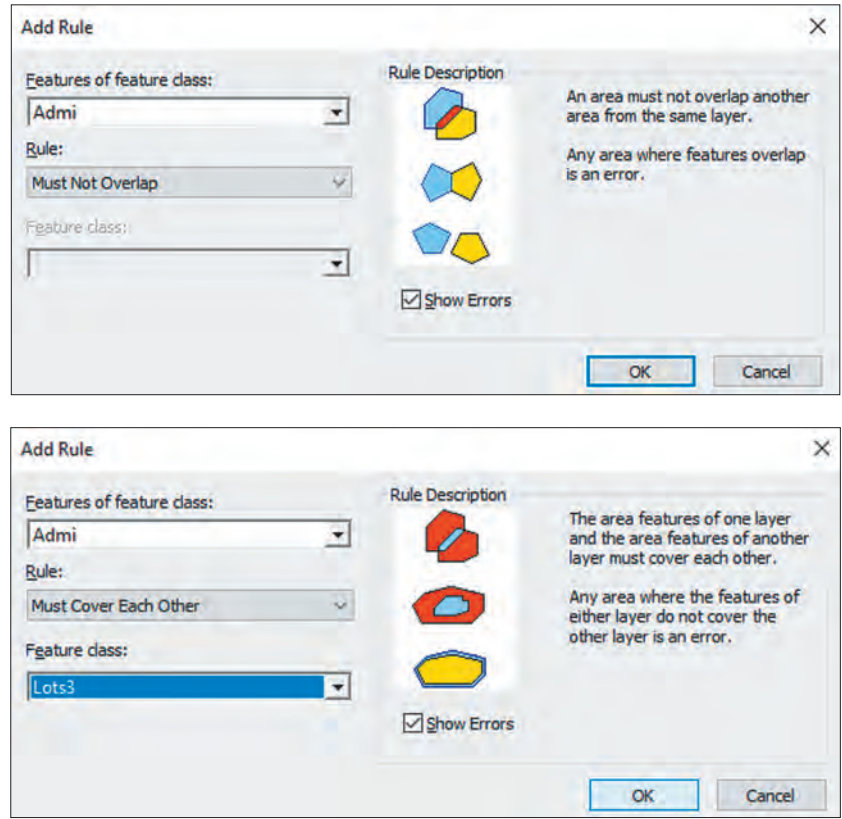 Add Rule
Features of feature class:
Admi
Rule:
Must Not Overlap
Feature class:
Rule Description
An area must not overlap another
area from the same layer.
Any area where features overlap
is an error.
Show Errors
OK
Cancel
Add Rule
Features of feature class:
Admi
Rule:
Must Cover Each Other
Feature class:
Lots3
Rule Description
The area features of one layer
and the area features of another
layer must cover each other.
Any area where the features of
either layer do not cover the
other layer is an error.
Show Errors
OK
Cancel